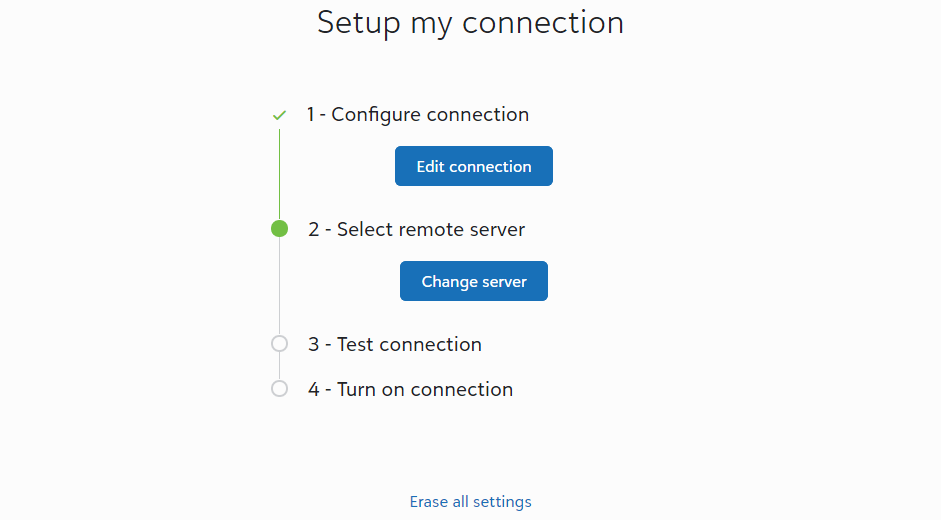 Setup my connection
1 - Configure connection
Edit connection
2 - Select remote server
Change server
3 - Test connection
4 - Turn on connection
Erase all settings